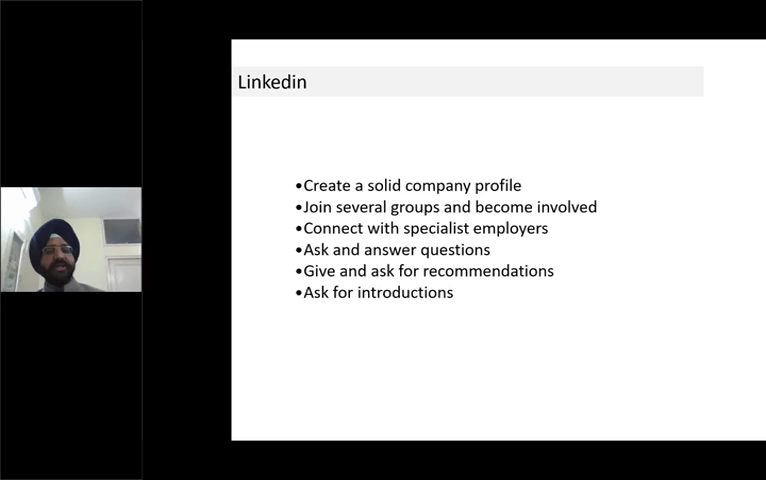 Linkedin
•Create a solid company profile
•Join several groups and become involved
•Connect with specialist employers
•Ask and answer questions
•Give and ask for recommendations
•Ask for introductions